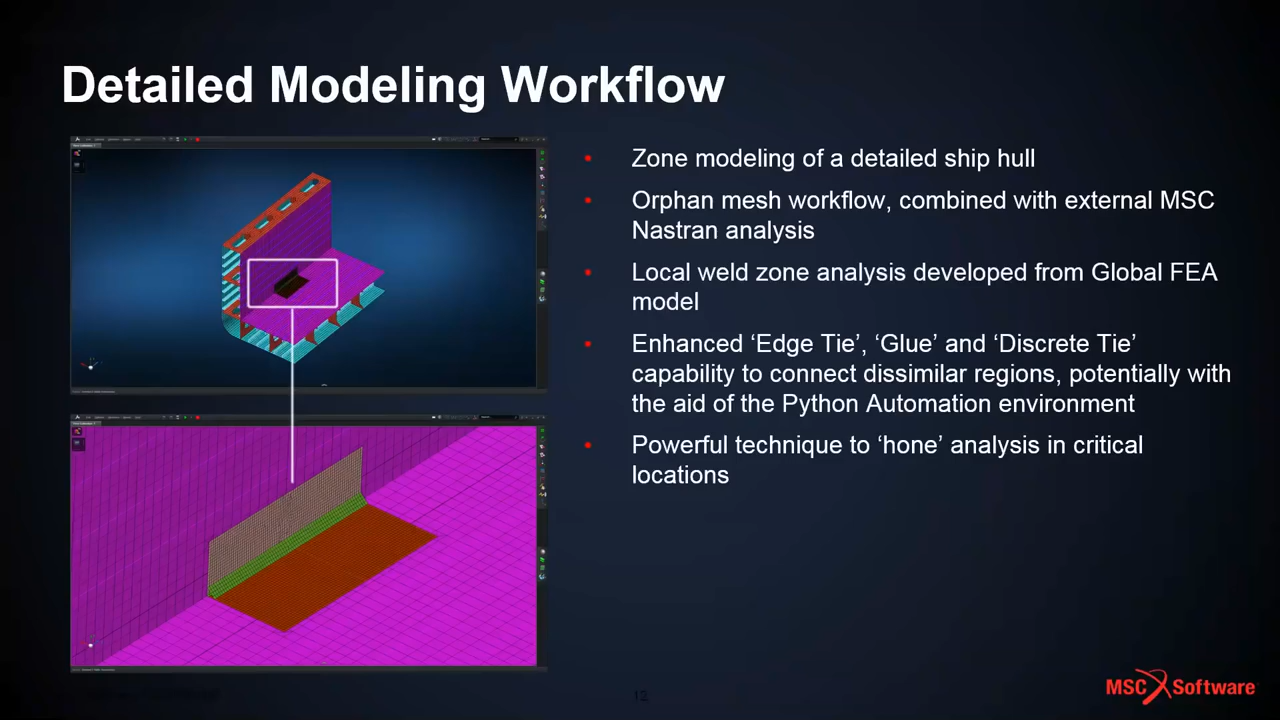 Detailed Modeling Workflow
Zone modeling of a detailed ship hull
Orphan mesh workflow, combined with external MSC
Nastran analysis
Local weld zone analysis developed from Global FEA
model
Enhanced ‘Edge Tie’, ‘Glue’ and ‘Discrete Tie’
capability to connect dissimilar regions, potentially with
the aid of the Python Automation environment
Powerful technique to ‘hone’ analysis in critical
locations
12
MSC Software